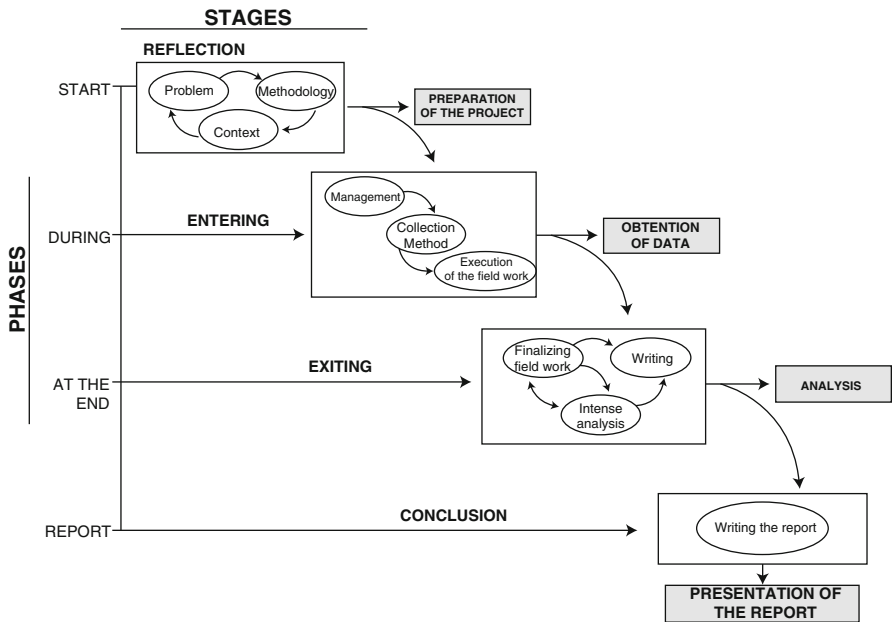 STAGES
REFLECTION
START
Problem
Methodology
Context
PREPARATION
OF THE PROJECT
PHASES
DURING
ENTERING
Management
Collection
Method
Execution
of the field work
OBTENTION
OF DATA
AT THE
END
EXITING
Finalizing
field work
Writing
Intense
analysis
ANALYSIS
REPORT
CONCLUSION
Writing the report
PRESENTATION OF
THE REPORT